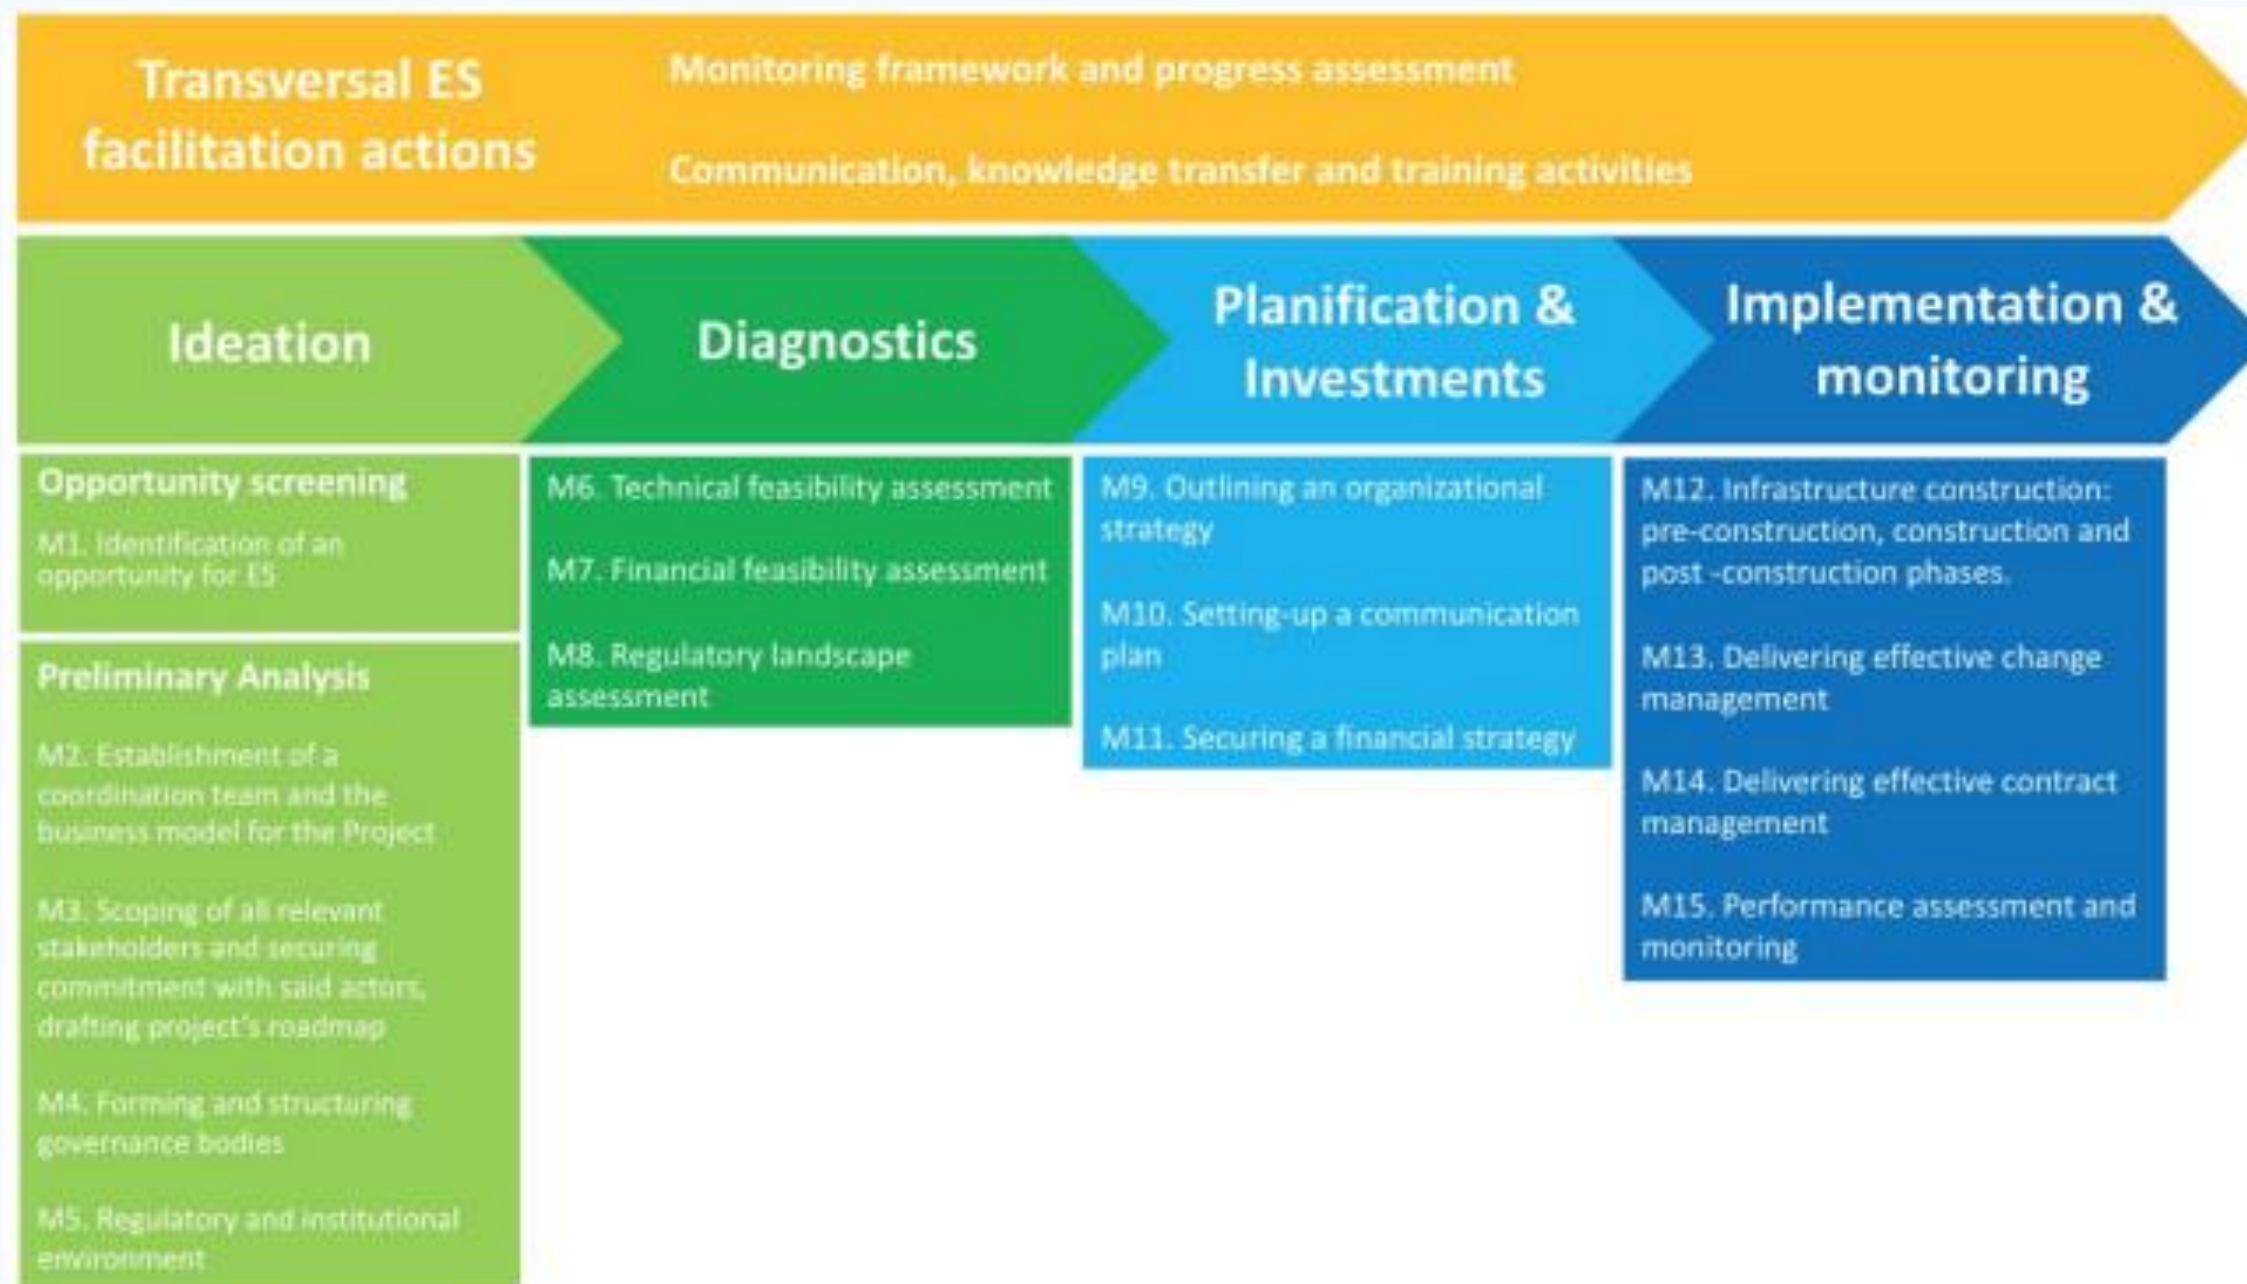 Transversal ES
facilitation actions
Monitoring framework and progress assessment
Communication, knowledge transfer and training activities
Ideation
Diagnostics
Planification &
Investments
Implementation &
monitoring
Opportunity screening
M1. Identification of an
opportunity for ES
Preliminary Analysis
M2. Establishment of a
coordination team and the
business model for the Project
M3. Scoping of all relevant
stakeholders and securing
commitment with said actors,
drafting project's roadmap
M4. Forming and structuring
governance bodies
M5. Regulatory and institutional
environment
M6. Technical feasibility assessment
M7. Financial feasibility assessment
M8. Regulatory landscape
assessment
M9. Outlining an organizational
strategy
M10. Setting-up a communication
plan
M11. Securing a financial strategy
M12. Infrastructure construction:
pre-construction, construction and
post -construction phases.
M13. Delivering effective change
management
M14. Delivering effective contract
management
M15. Performance assessment and
monitoring